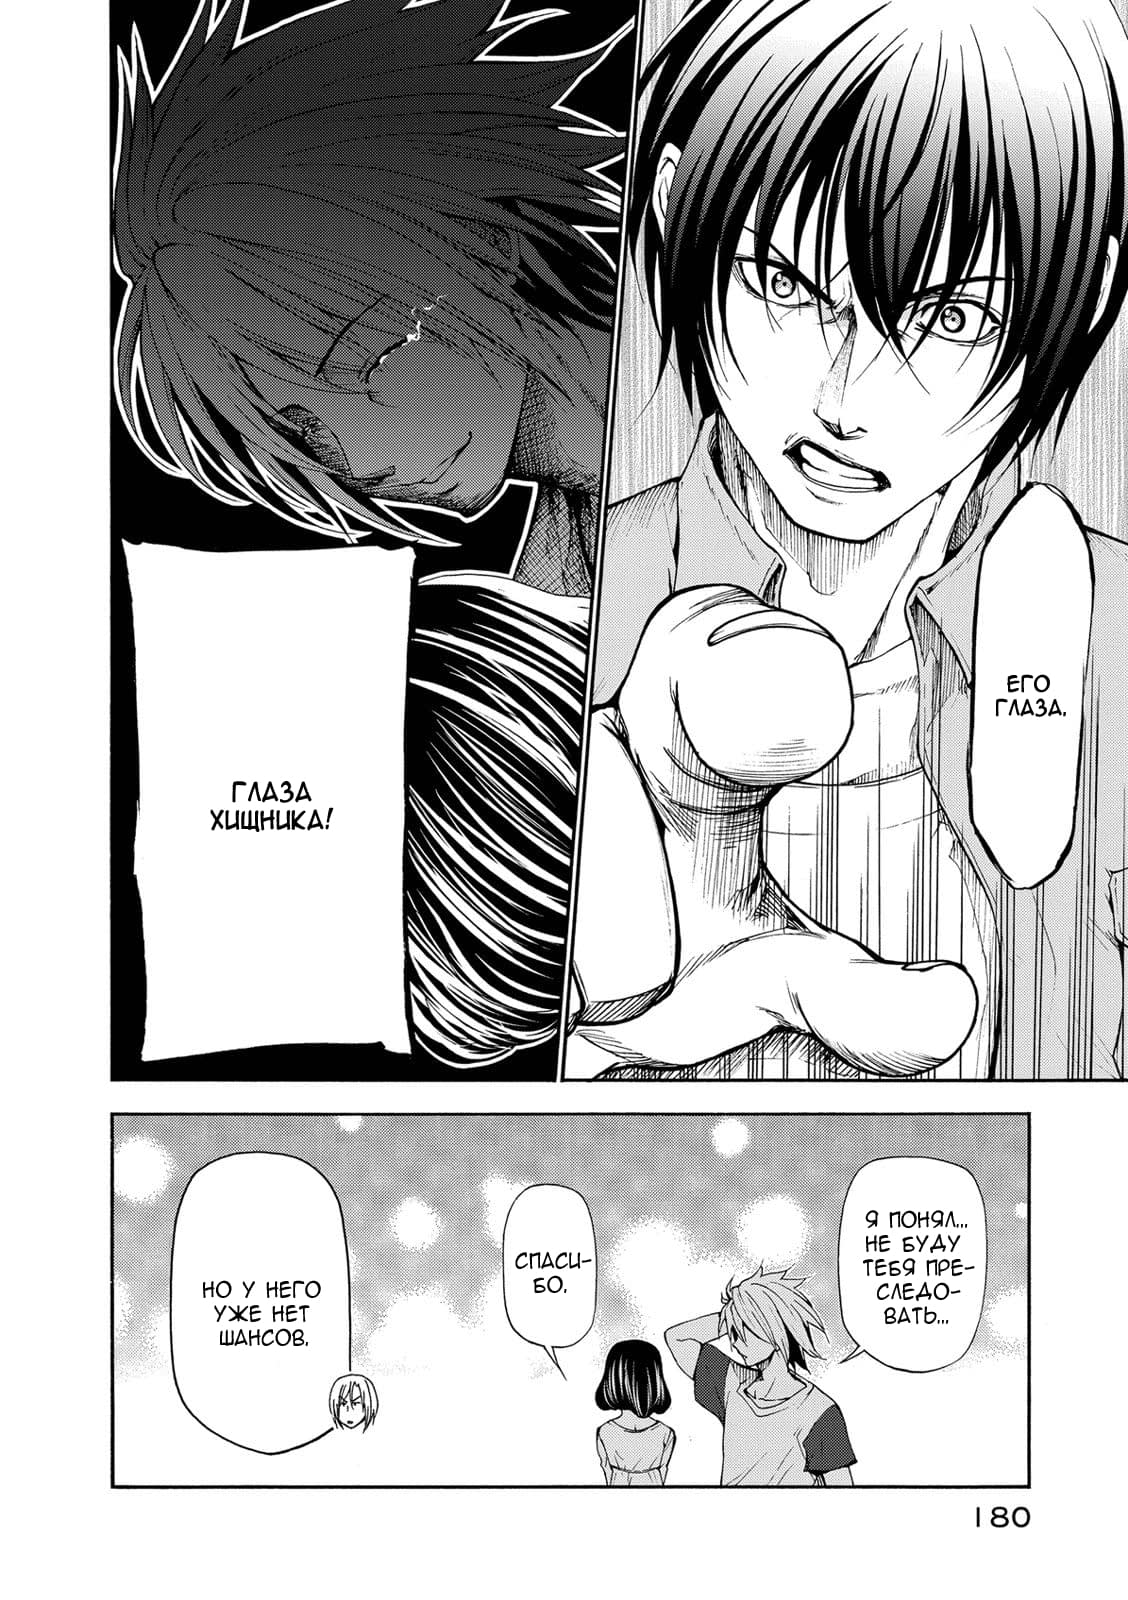 ЕГО
ГЛАЗА.
ГЛАЗА
ХИЩНИКА!
Я ПОНЯЛ...
НЕ БУДУ
ТЕБЯ ПРЕ-
СЛЕДО-
ВАТЬ...
СПАСИ-
БО.
НО У НЕГО
УЖЕ НЕТ
ШАНСОВ.
180